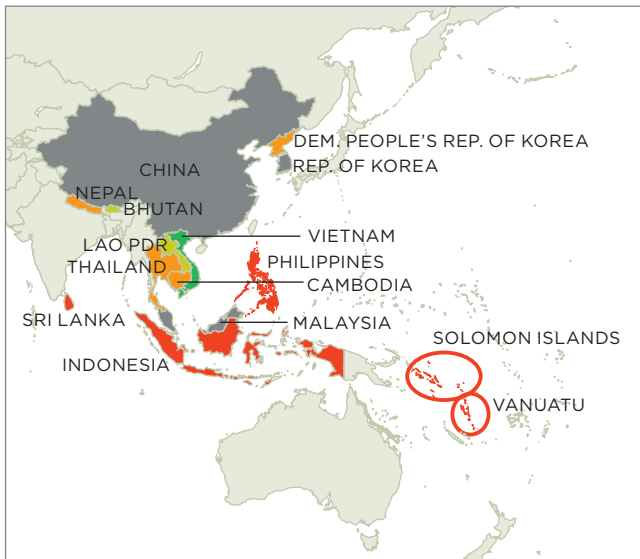 DEM. PEOPLE'S REP. OF KOREA
REP. OF KOREA
CHINA
NEPAL
BHUTAN
VIETNAM
LAO PDR
PHILIPPINES
THAILAND
CAMBODIA
SRI LANKA
MALAYSIA
SOLOMON ISLANDS
INDONESIA
VANUATU